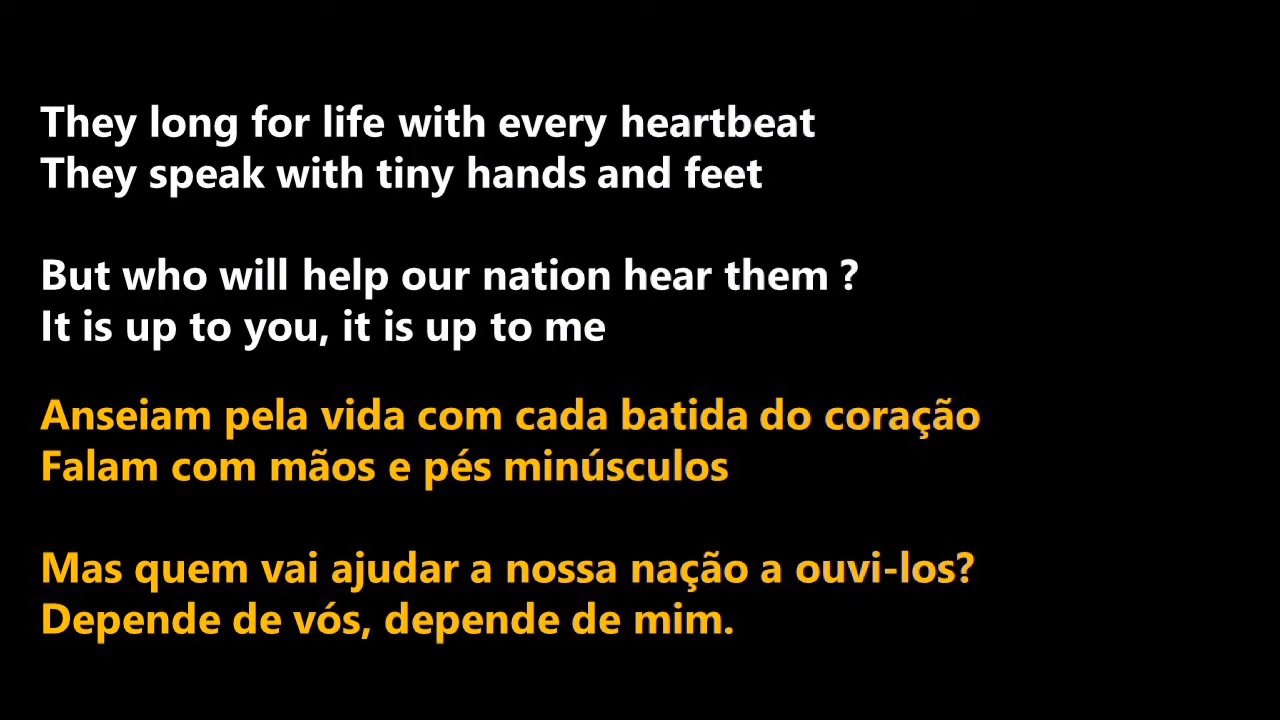 They long for life with every heartbeat
They speak with tiny hands and feet
But who will help our nation hear them ?
It is up to you, it is up to me
Anseiam pela vida com cada batida do coração
Falam com mãos e pés minúsculos
Mas quem vai ajudar a nossa nação a ouvi-los?
Depende de vós, depende de mim.